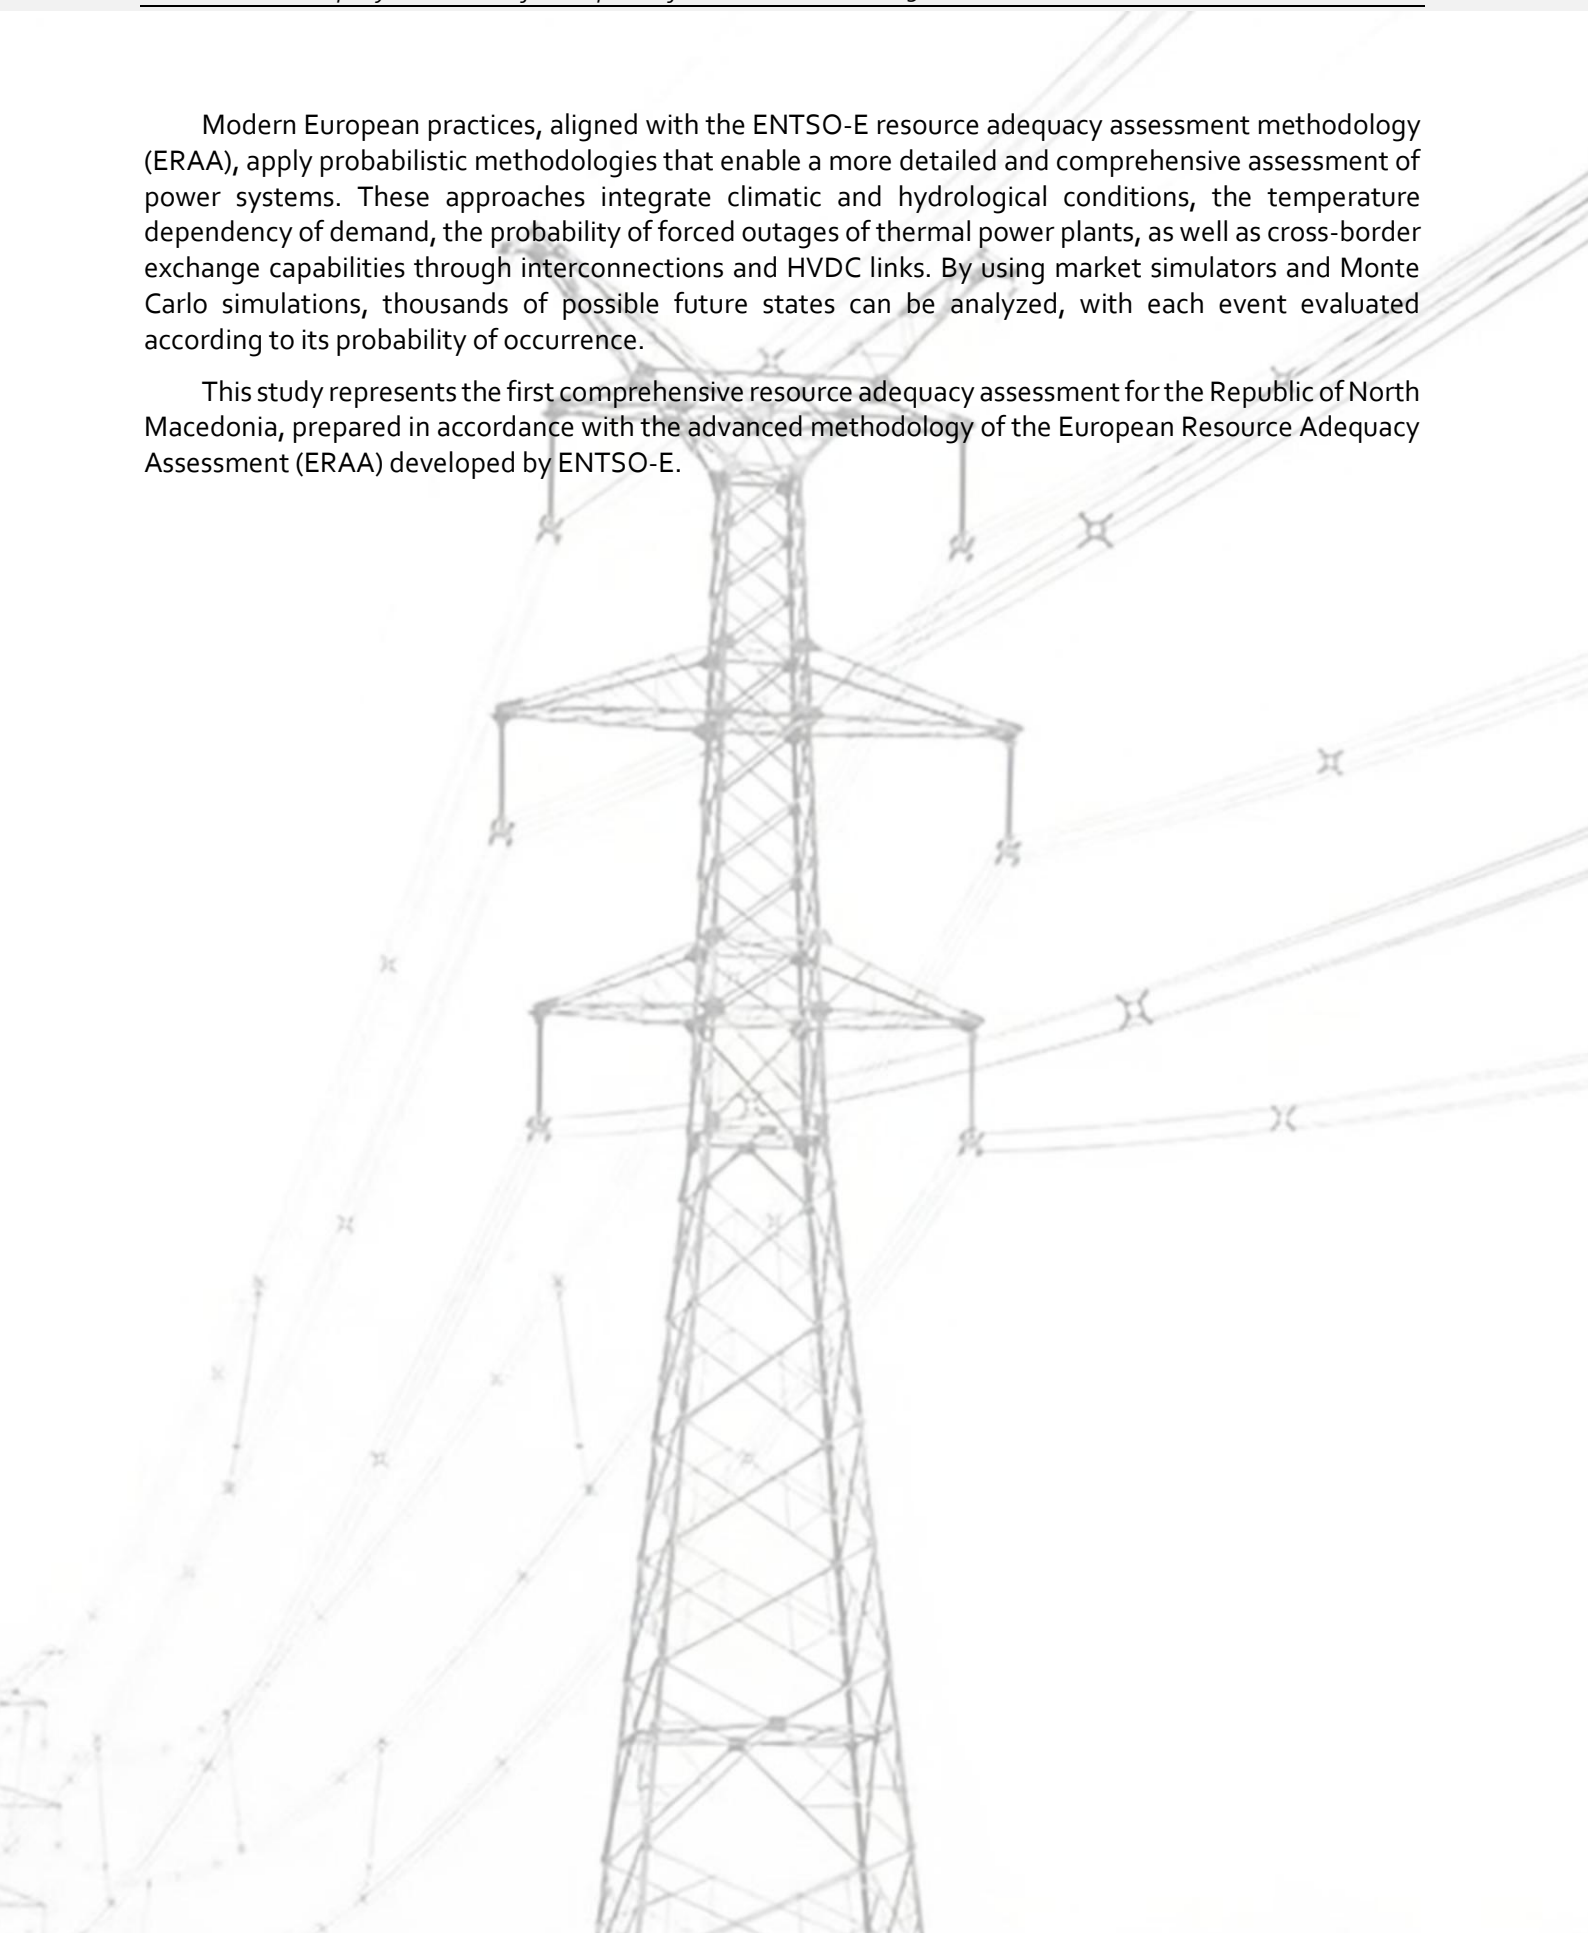 Modern European practices, aligned with the ENTSO-E resource adequacy assessment methodology
(ERAA), apply probabilistic methodologies that enable a more detailed and comprehensive assessment of
power systems. These approaches integrate climatic and hydrological conditions, the temperature
dependency of demand, the probability of forced outages of thermal power plants, as well as cross-border
exchange capabilities through interconnections and HVDC links. By using market simulators and Monte
Carlo simulations, thousands of possible future states can be analyzed, with each event evaluated
according to its probability of occurrence.
This study represents the first comprehensive resource adequacy assessment for the Republic of North
Macedonia, prepared in accordance with the advanced methodology of the European Resource Adequacy
Assessment (ERAA) developed by ENTSO-E.